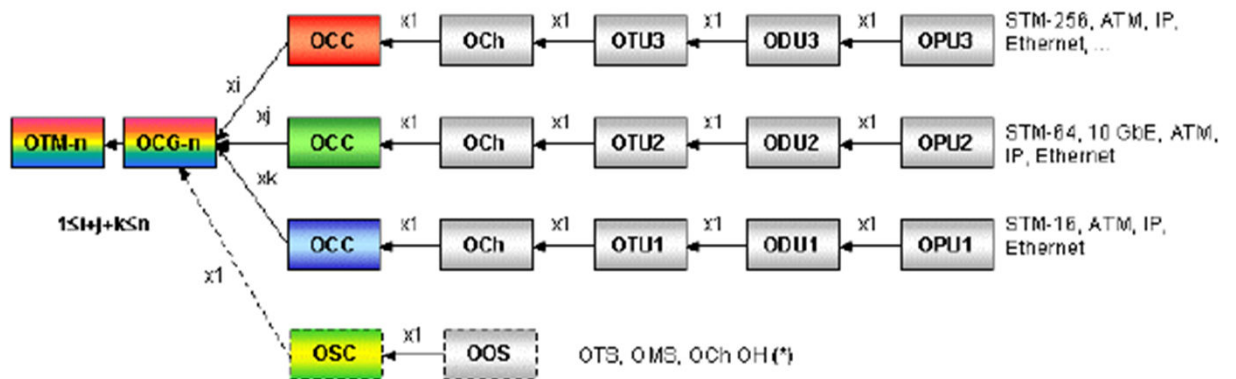 x1 x1 x1 x1
OCC OCh OTU3 ODU3 OPU3
STM-256, ATM, IP,
Ethernet, ...
xi
xj x1 x1 x1 x1
OTM-n OCG-n OCC OCh OTU2 ODU2 OPU2
STM-64, 10 GbE, ATM,
IP, Ethernet
xk
1≤i+j+k≤n
x1 x1 x1 x1
OCC OCh OTU1 ODU1 OPU1
STM-16, ATM, IP,
Ethernet
x1
x1
OSC OOS OTS, OMS, OCh OH (*)